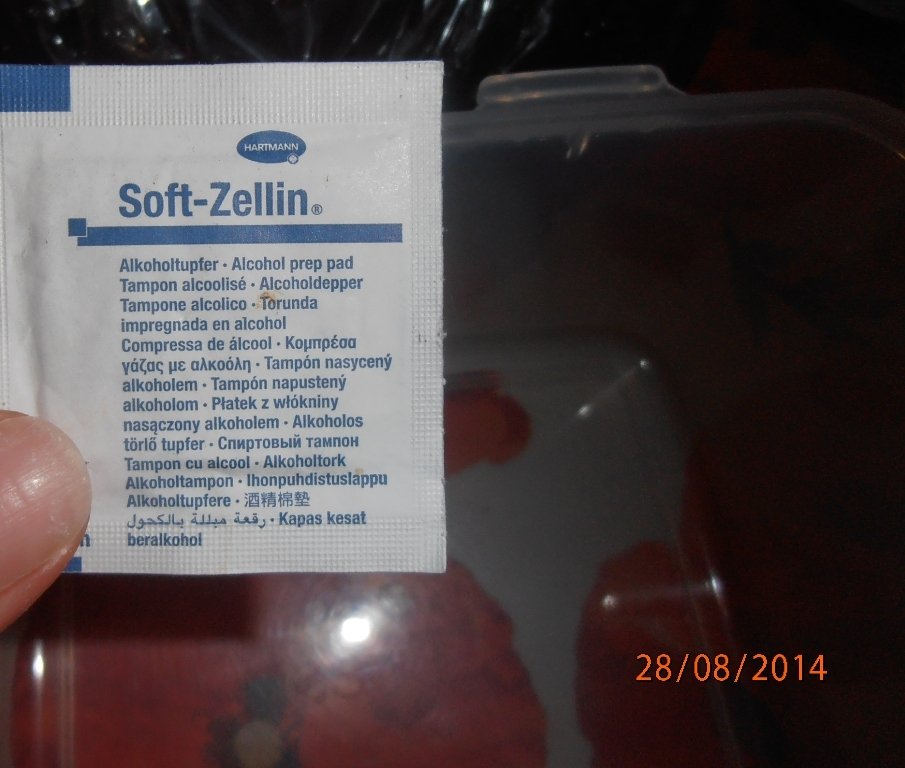 HARTMANN
Soft-Zellin®
Alkoholtupfer · Alcohol prep pad
Tampon alcoolisé · Alcoholdepper
Tampone alcolico · Torunda
impregnada en alcohol
Compressa de álcool · Κομπρέσα
γάζας με αλκοόλη · Tampón nasycený
alkoholem · Tampón napustený
alkoholom · Płatek z włókniny
nasączony alkoholem · Alkoholos
törlő tupfer · Спиртовый тампон
Tampon cu alcool · Alkoholtork
Alkoholtampon · Ihonpuhdistuslappu
Alkoholtupfere · 酒精棉墊
رقعة مبللة بالكحول · Kapas kesat
beralkohol
28/08/2014